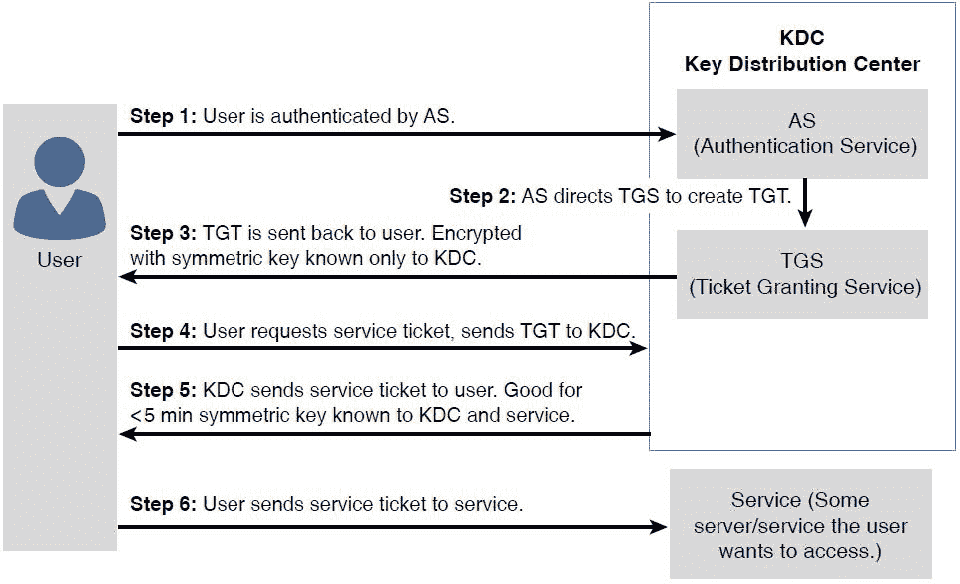 KDC
Key Distribution Center
Step 1: User is authenticated by AS.
AS
(Authentication Service)
Step 2: AS directs TGS to create TGT.
Step 3: TGT is sent back to user. Encrypted
with symmetric key known only to KDC.
User
TGS
(Ticket Granting Service)
Step 4: User requests service ticket, sends TGT to KDC.
Step 5: KDC sends service ticket to user. Good for
<5 min symmetric key known to KDC and service.
Step 6: User sends service ticket to service.
Service (Some
server/service the user
wants to access.)